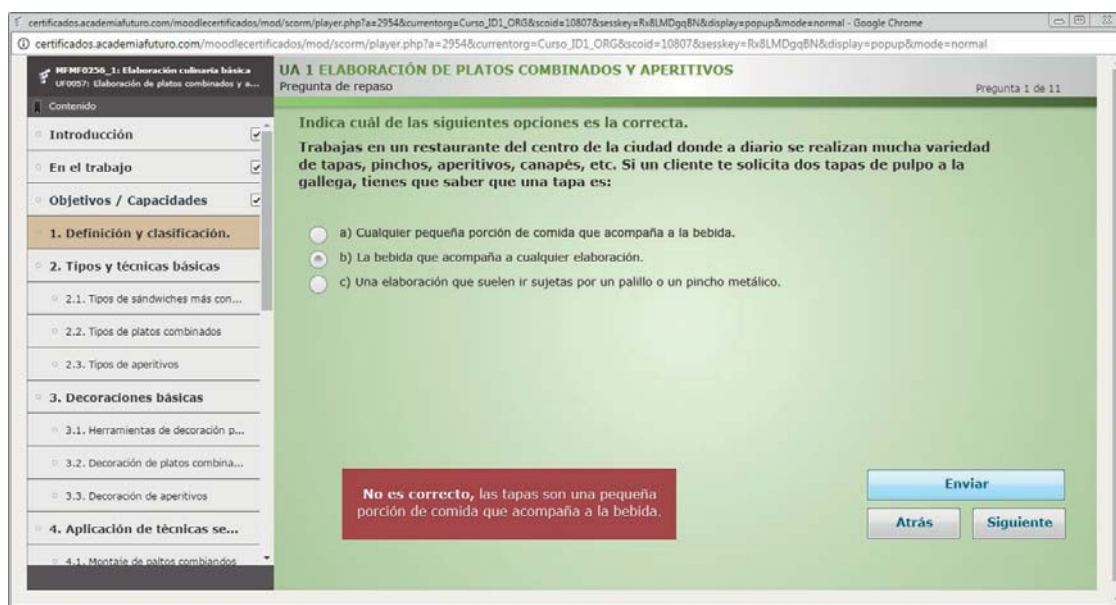 certificados.academiafuturo.com/moodlecertificados/mod/scorm/player.php?a=2954&currentorg=Curso_ID1_ORG&scoid=10807&sesskey=Rx8LMDgqBN&display=popup&mode=normal - Google Chrome
certificados.academiafuturo.com/moodlecertificados/mod/scorm/player.php?a=2954&currentorg=Curso_ID1_ORG&scoid=10807&sesskey=Rx8LMDgqBN&display=popup&mode=normal
MFMF0256_1: Elaboración culinaria básica
UF0057: Elaboración de platos combinados y a...
Contenido
Introducción
En el trabajo
Objetivos / Capacidades
1. Definición y clasificación.
2. Tipos y técnicas básicas
2.1. Tipos de sándwiches más con...
2.2. Tipos de platos combinados
2.3. Tipos de aperitivos
3. Decoraciones básicas
3.1. Herramientas de decoración p...
3.2. Decoración de platos combina...
3.3. Decoración de aperitivos
4. Aplicación de técnicas se...
4.1. Montaje de paltos combiandos
UA 1 ELABORACIÓN DE PLATOS COMBINADOS Y APERITIVOS
Pregunta de repaso
Pregunta 1 de 11
Indica cuál de las siguientes opciones es la correcta.
Trabajas en un restaurante del centro de la ciudad donde a diario se realizan mucha variedad
de tapas, pinchos, aperitivos, canapés, etc. Si un cliente te solicita dos tapas de pulpo a la
gallega, tienes que saber que una tapa es:
a) Cualquier pequeña porción de comida que acompaña a la bebida.
b) La bebida que acompaña a cualquier elaboración.
c) Una elaboración que suelen ir sujetas por un palillo o un pincho metálico.
No es correcto, las tapas son una pequeña
porción de comida que acompaña a la bebida.
Enviar
Atrás
Siguiente